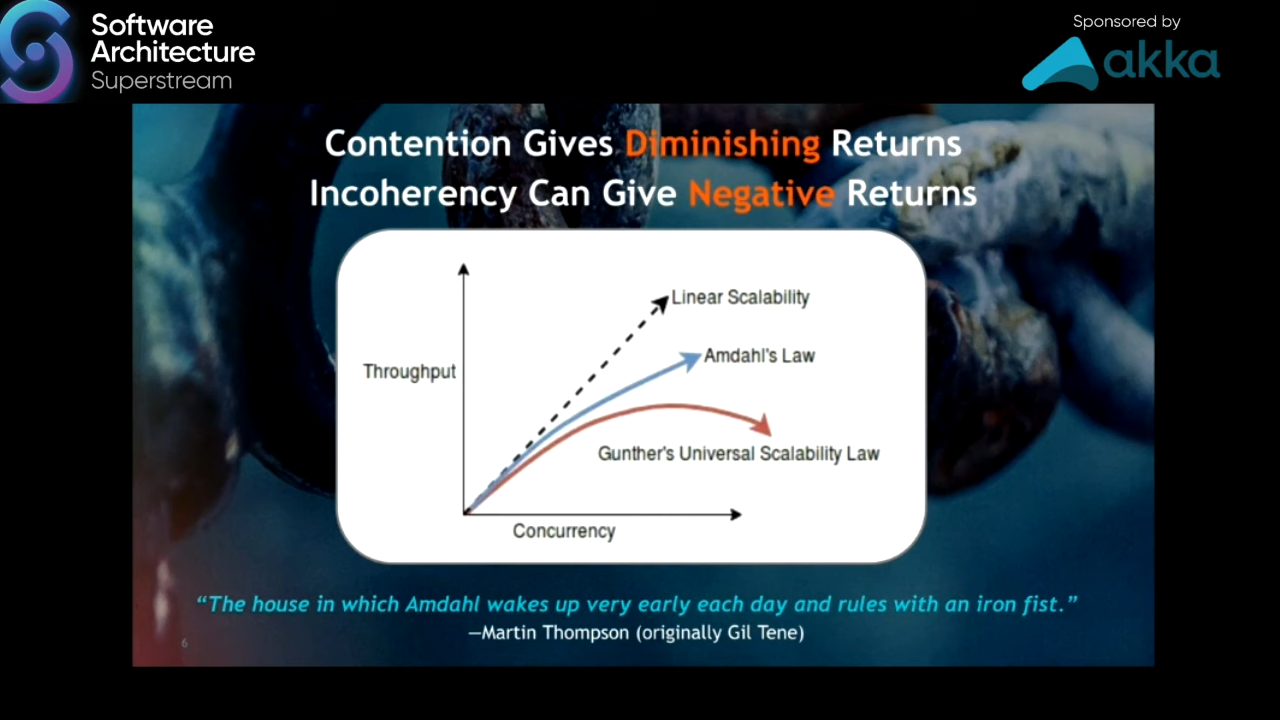 Software
Architecture
Superstream
Sponsored by
akka
Contention Gives Diminishing Returns
Incoherency Can Give Negative Returns
Linear Scalability
Amdahl's Law
Throughput
Gunther's Universal Scalability Law
Concurrency
“The house in which Amdahl wakes up very early each day and rules with an iron fist.”
—Martin Thompson (originally Gil Tene)
6